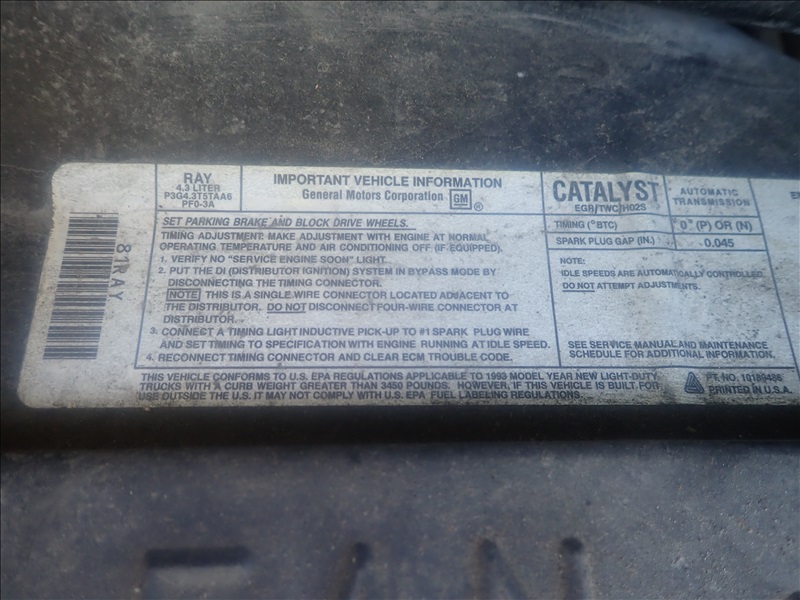 81RAY
RAY
4.3 LITER
P3G4.3T5TAA6
PF0-3A
IMPORTANT VEHICLE INFORMATION
General Motors Corporation GM ®
CATALYST
EGR/TWC/HO2S
AUTOMATIC
TRANSMISSION
TIMING (°BTC) 0° (P) OR (N)
SPARK PLUG GAP (IN.) 0.045
SET PARKING BRAKE AND BLOCK DRIVE WHEELS.
TIMING ADJUSTMENT: MAKE ADJUSTMENT WITH ENGINE AT NORMAL
OPERATING TEMPERATURE AND AIR CONDITIONING OFF (IF EQUIPPED).
1. VERIFY NO "SERVICE ENGINE SOON" LIGHT.
2. PUT THE DI (DISTRIBUTOR IGNITION) SYSTEM IN BYPASS MODE BY
DISCONNECTING THE TIMING CONNECTOR.
NOTE THIS IS A SINGLE WIRE CONNECTOR LOCATED ADJACENT TO
THE DISTRIBUTOR. DO NOT DISCONNECT FOUR-WIRE CONNECTOR AT
DISTRIBUTOR.
3. CONNECT A TIMING LIGHT INDUCTIVE PICK-UP TO #1 SPARK PLUG WIRE
AND SET TIMING TO SPECIFICATION WITH ENGINE RUNNING AT IDLE SPEED.
4. RECONNECT TIMING CONNECTOR AND CLEAR ECM TROUBLE CODE.
NOTE:
IDLE SPEEDS ARE AUTOMATICALLY CONTROLLED.
DO NOT ATTEMPT ADJUSTMENTS.
SEE SERVICE MANUAL AND MAINTENANCE
SCHEDULE FOR ADDITIONAL INFORMATION.
THIS VEHICLE CONFORMS TO U.S. EPA REGULATIONS APPLICABLE TO 1993 MODEL YEAR NEW LIGHT-DUTY
TRUCKS WITH A CURB WEIGHT GREATER THAN 3450 POUNDS. HOWEVER, IF THIS VEHICLE IS BUILT FOR
USE OUTSIDE THE U.S. IT MAY NOT COMPLY WITH U.S. EPA FUEL LABELING REGULATIONS.
PT. NO.
PRINTED IN U.S.A.